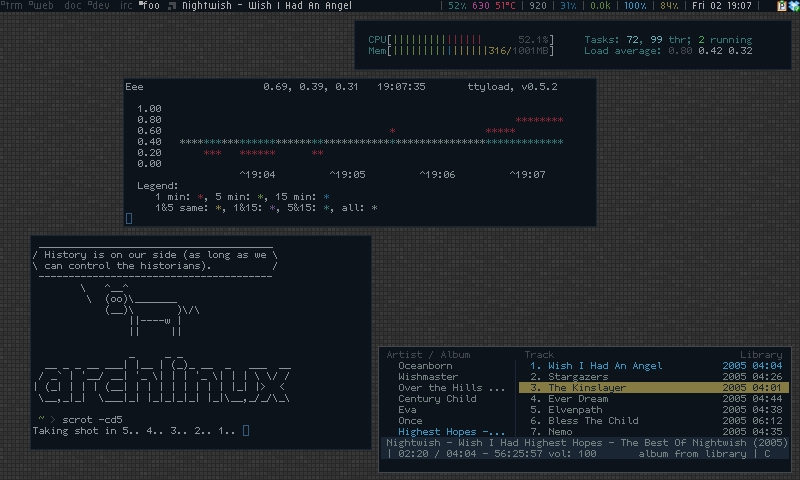 trm web doc dev irc foo Nightwish - Wish I Had An Angel | 52% 630 51°C | 920 | 31% | 0.0k | 100% | 84% | Fri 02 19:07 |
CPU[||||||||||||||| 52.1%] Tasks: 72, 99 thr; 2 running
Mem[||||||||||||||||316/1001MB] Load average: 0.80 0.42 0.32
Eee 0.69, 0.39, 0.31 19:07:35 ttyload, v0.5.2
1.00
0.80
0.60
0.40
0.20
0.00
^19:04 ^19:05 ^19:06 ^19:07
Legend:
1 min: *, 5 min: *, 15 min: *
1&5 same: *, 1&15: *, 5&15: *, all: *
/ History is on our side (as long as we \
\ can control the historians). /
\ ^__^
\ (oo)\_______
(__)\ )\/\
||----w |
|| ||
archlinux
~ > scrot -cd5
Taking shot in 5.. 4.. 3.. 2.. 1..
Artist / Album Track Library
Oceanborn 1. Wish I Had An Angel 2005 04:04
Wishmaster 2. Stargazers 2005 04:26
Over the Hills ... 3. The Kinslayer 2005 04:01
Century Child 4. Ever Dream 2005 04:44
Eva 5. Elvenpath 2005 04:38
Once 6. Bless The Child 2005 06:12
Highest Hopes -... 7. Nemo 2005 04:35
Nightwish - Wish I Had Highest Hopes - The Best Of Nightwish (2005)
| 02:20 / 04:04 - 56:25:57 vol: 100 album from library | C